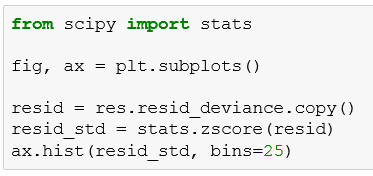 from scipy import stats
fig, ax = plt.subplots()
resid = res.resid_deviance.copy()
resid_std = stats.zscore(resid)
ax.hist(resid_std, bins=25)